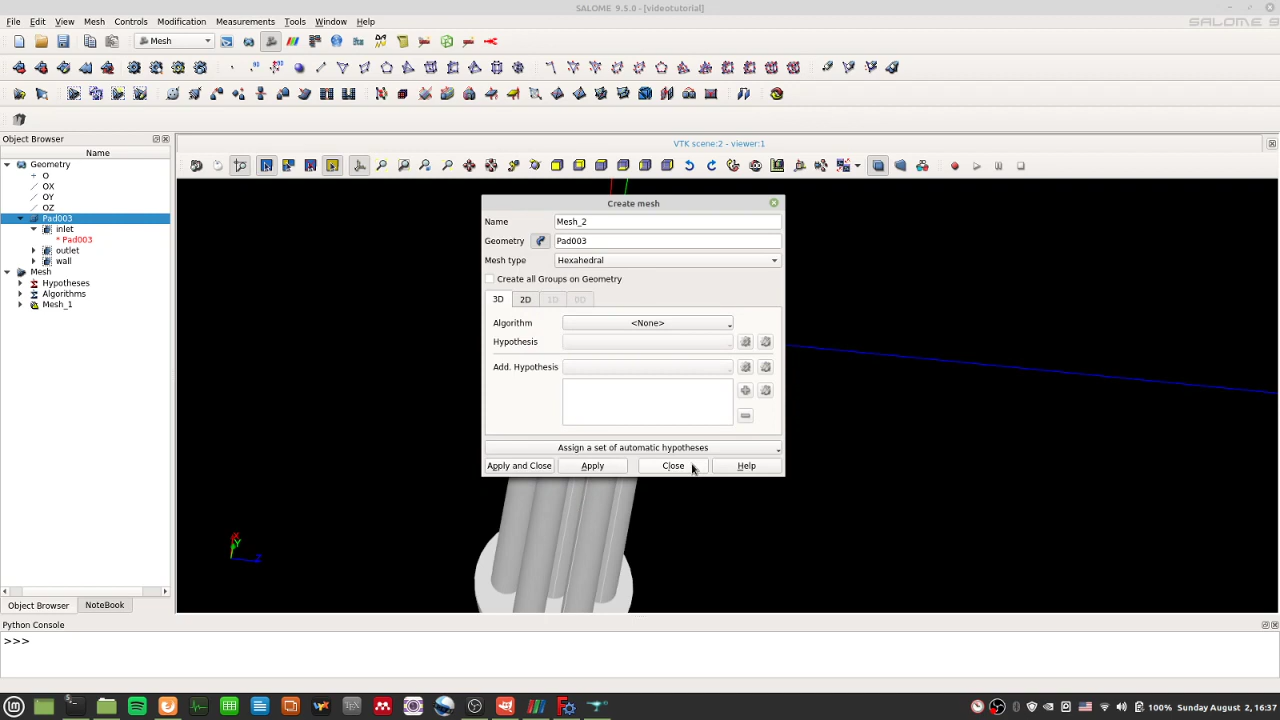 SALOME 9.5.0 - [videotutorial]
File Edit View Mesh Controls Modification Measurements Tools Window Help
SALOME 9
Mesh
Object Browser
Name
Geometry
O
OX
OY
OZ
Pad003
inlet
* Pad003
outlet
wall
Mesh
Hypotheses
Algorithms
Mesh_1
Object Browser NoteBook
VTK scene:2 - viewer:1
Create mesh
Name Mesh_2
Geometry Pad003
Mesh type Hexahedral
Create all Groups on Geometry
3D 2D 1D 0D
Algorithm <None>
Hypothesis
Add. Hypothesis
Assign a set of automatic hypotheses
Apply and Close Apply Close Help
Y
Python Console
>>>
100% Sunday August 2, 16:37